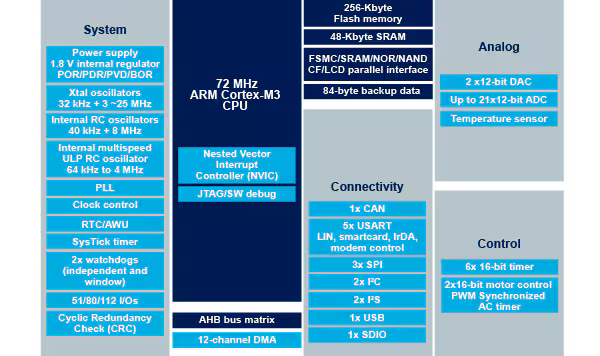 System
Power supply
1.8 V internal regulator
POR/PDR/PVD/BOR
Xtal oscillators
32 kHz + 3 ~25 MHz
Internal RC oscillators
40 kHz + 8 MHz
Internal multispeed
ULP RC oscillator
64 kHz to 4 MHz
PLL
Clock control
RTC/AWU
SysTick timer
2x watchdogs
(independent and
window)
51/80/112 I/Os
Cyclic Redundancy
Check (CRC)
72 MHz
ARM Cortex-M3
CPU
Nested Vector
Interrupt
Controller (NVIC)
JTAG/SW debug
AHB bus matrix
12-channel DMA
256-Kbyte
Flash memory
48-Kbyte SRAM
FSMC/SRAM/NOR/NAND
CF/LCD parallel interface
84-byte backup data
Connectivity
1x CAN
5x USART
LIN, smartcard, IrDA,
modem control
3x SPI
2x I²C
2x I²S
1x USB
1x SDIO
Analog
2 x12-bit DAC
Up to 21x12-bit ADC
Temperature sensor
Control
6x 16-bit timer
2x16-bit motor control
PWM Synchronized
AC timer